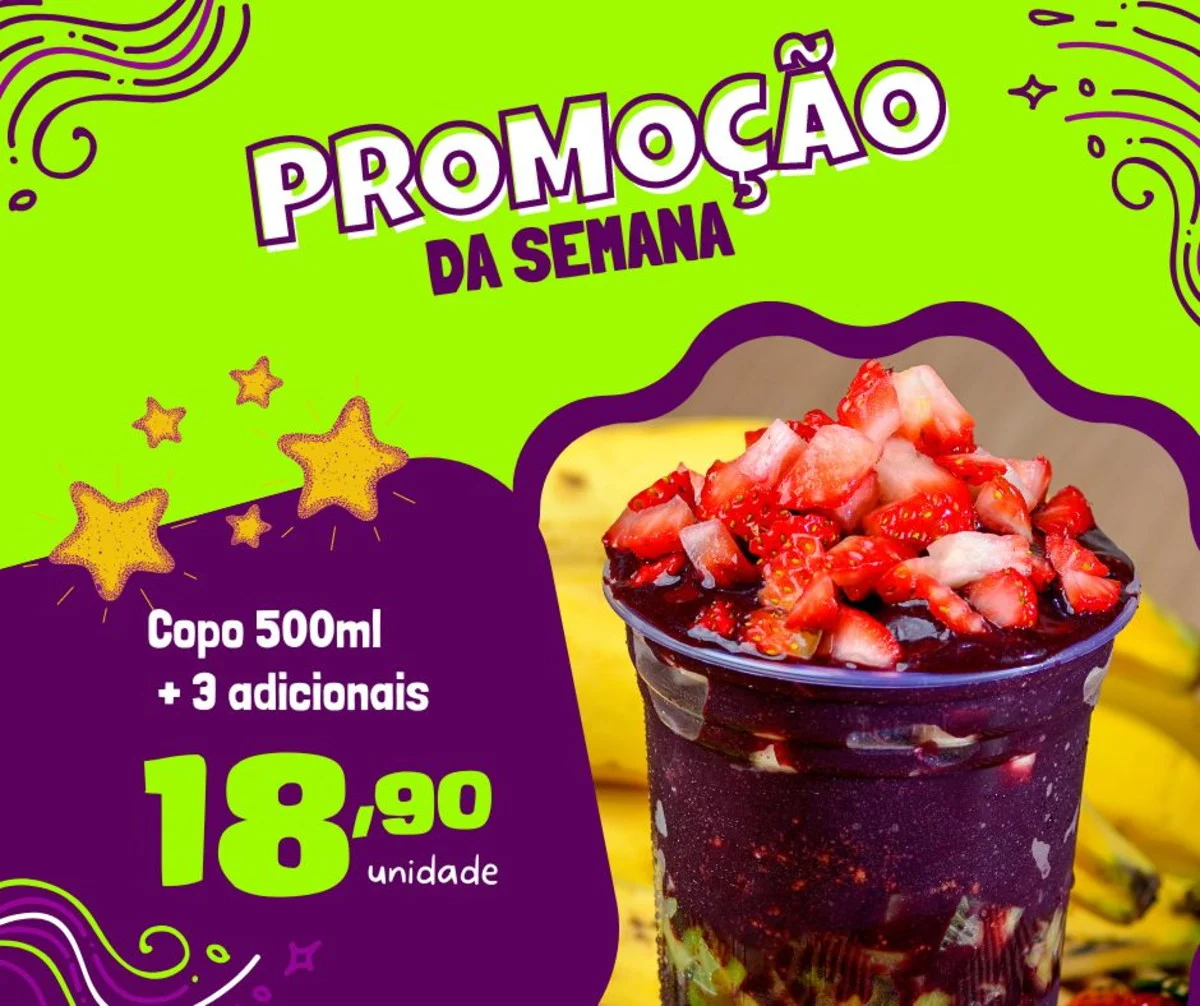 PROMOÇÃO
DA SEMANA
Copo 500ml
+ 3 adicionais
18,90
unidade